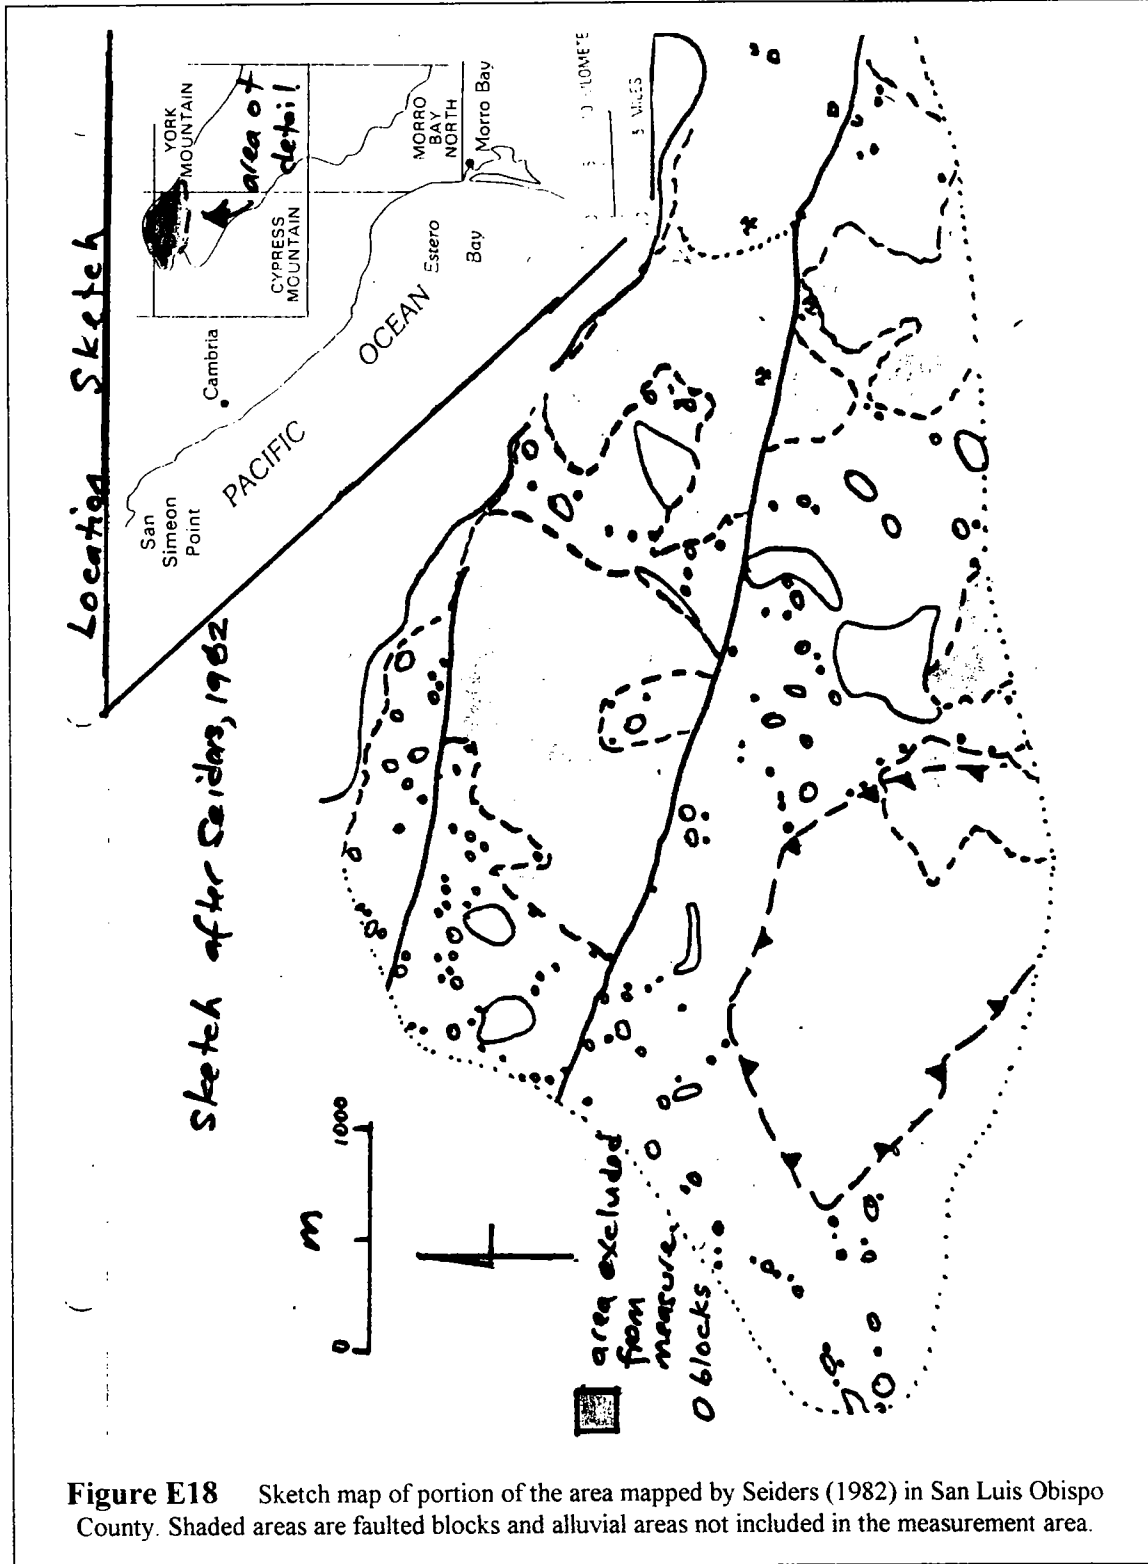 Location Sketch
San
Simeon
Point
Cambria
PACIFIC
OCEAN
CYPRESS
MOUNTAIN
YORK
MOUNTAIN
area of
detail
MORRO
BAY
NORTH
Morro Bay
Estero
Bay
5 MILES
Sketch after Seiders, 1982
0
1000
m
area excluded
from
measure.
O blocks
Figure E18 Sketch map of portion of the area mapped by Seiders (1982) in San Luis Obispo
County. Shaded areas are faulted blocks and alluvial areas not included in the measurement area.